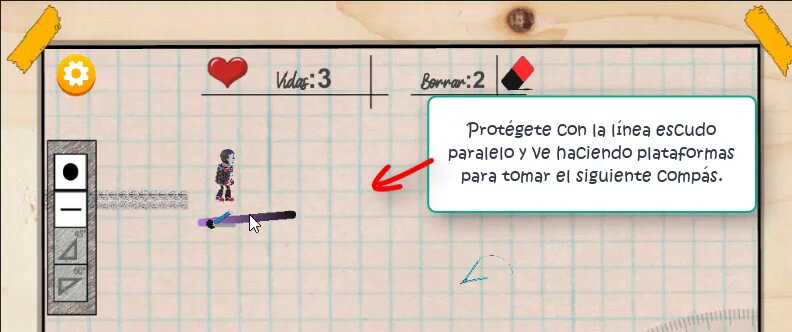 Vidas:3
Borrar:2
Protégete con la línea escudo
paralelo y ve haciendo plataformas
para tomar el siguiente compás.
45°
60°